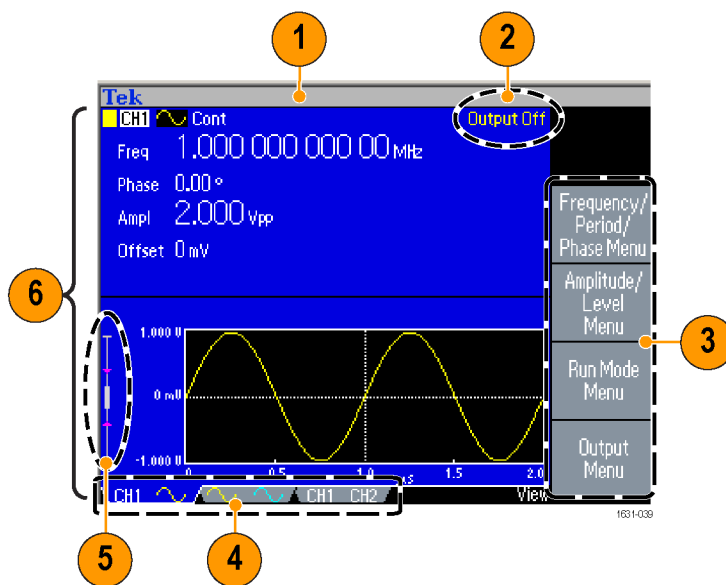 1
2
Tek
CH1 Cont
Output Off
Freq 1.000 000 000 00 MHz
Phase 0.00 °
Ampl 2.000 Vpp
Offset 0 mV
Frequency/
Period/
Phase Menu
Amplitude/
Level
Menu
Run Mode
Menu
Output
Menu
3
6
1.000 V
0 mV
-1.000 V
0 0.5 1.0 1.5 2.0
CH1
CH1 CH2
View
1631-039
5
4